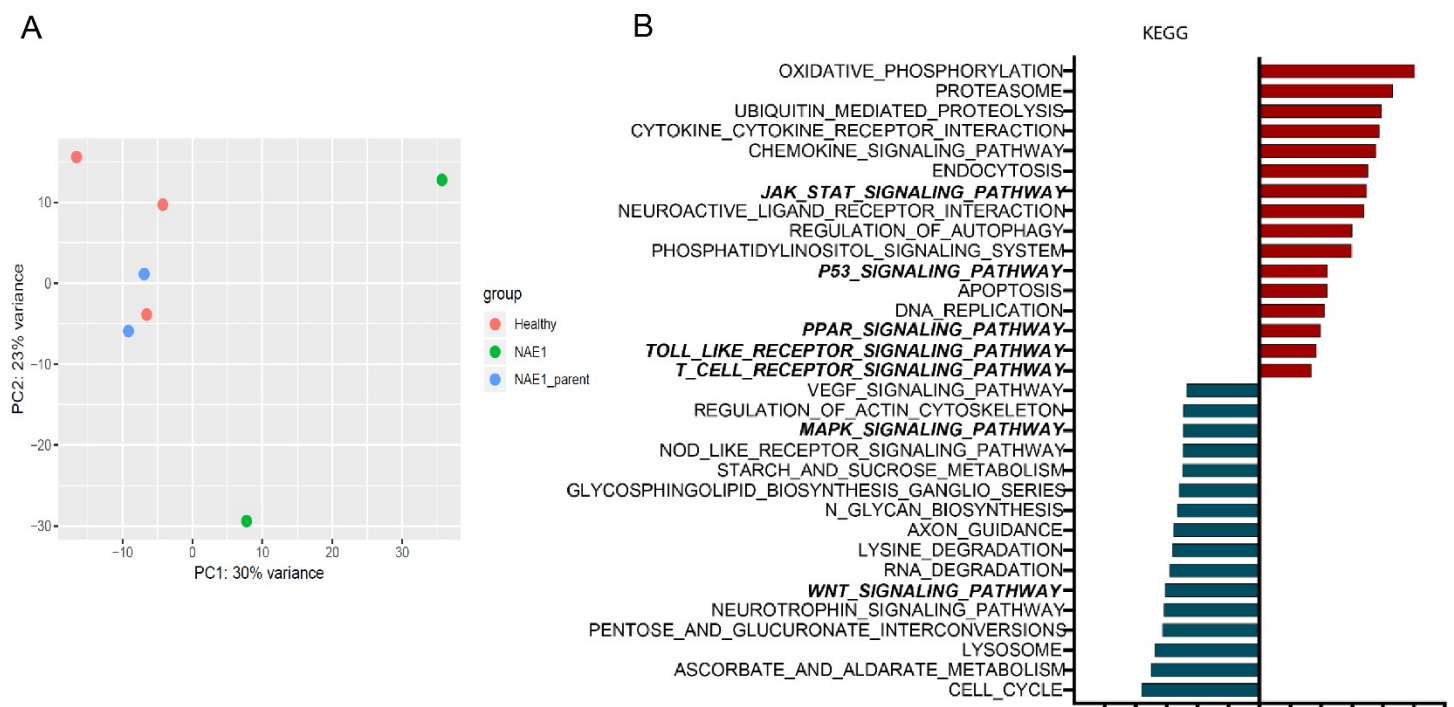 A
10
0
−10
−20
−30
−10
0
10
20
30
PC1: 30% variance
PC2: 23% variance
group
Healthy
NAE1
NAE1_parent
B
KEGG
OXIDATIVE_PHOSPHORYLATION
PROTEASOME
UBIQUITIN_MEDIATED_PROTEOLYSIS
CYTOKINE_CYTOKINE_RECEPTOR_INTERACTION
CHEMOKINE_SIGNALING_PATHWAY
ENDOCYTOSIS
JAK_STAT_SIGNALING_PATHWAY
NEUROACTIVE_LIGAND_RECEPTOR_INTERACTION
REGULATION_OF_AUTOPHAGY
PHOSPHATIDYLINOSITOL_SIGNALING_SYSTEM
P53_SIGNALING_PATHWAY
APOPTOSIS
DNA_REPLICATION
PPAR_SIGNALING_PATHWAY
TOLL_LIKE_RECEPTOR_SIGNALING_PATHWAY
T_CELL_RECEPTOR_SIGNALING_PATHWAY
VEGF_SIGNALING_PATHWAY
REGULATION_OF_ACTIN_CYTOSKELETON
MAPK_SIGNALING_PATHWAY
NOD_LIKE_RECEPTOR_SIGNALING_PATHWAY
STARCH_AND_SUCROSE_METABOLISM
GLYCOSPHINGOLIPID_BIOSYNTHESIS_GANGLIO_SERIES
N_GLYCAN_BIOSYNTHESIS
AXON_GUIDANCE
LYSINE_DEGRADATION
RNA_DEGRADATION
WNT_SIGNALING_PATHWAY
NEUROTROPHIN_SIGNALING_PATHWAY
PENTOSE_AND_GLUCURONATE_INTERCONVERSIONS
LYSOSOME
ASCORBATE_AND_ALDARATE_METABOLISM
CELL_CYCLE